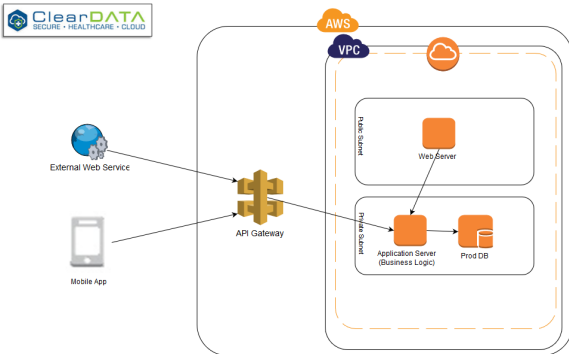 ClearDATA
SECURE • HEALTHCARE • CLOUD
AWS
VPC
Public Subnet
Web Server
External Web Service
API Gateway
Private Subnet
Application Server
(Business Logic)
Prod DB
Mobile App